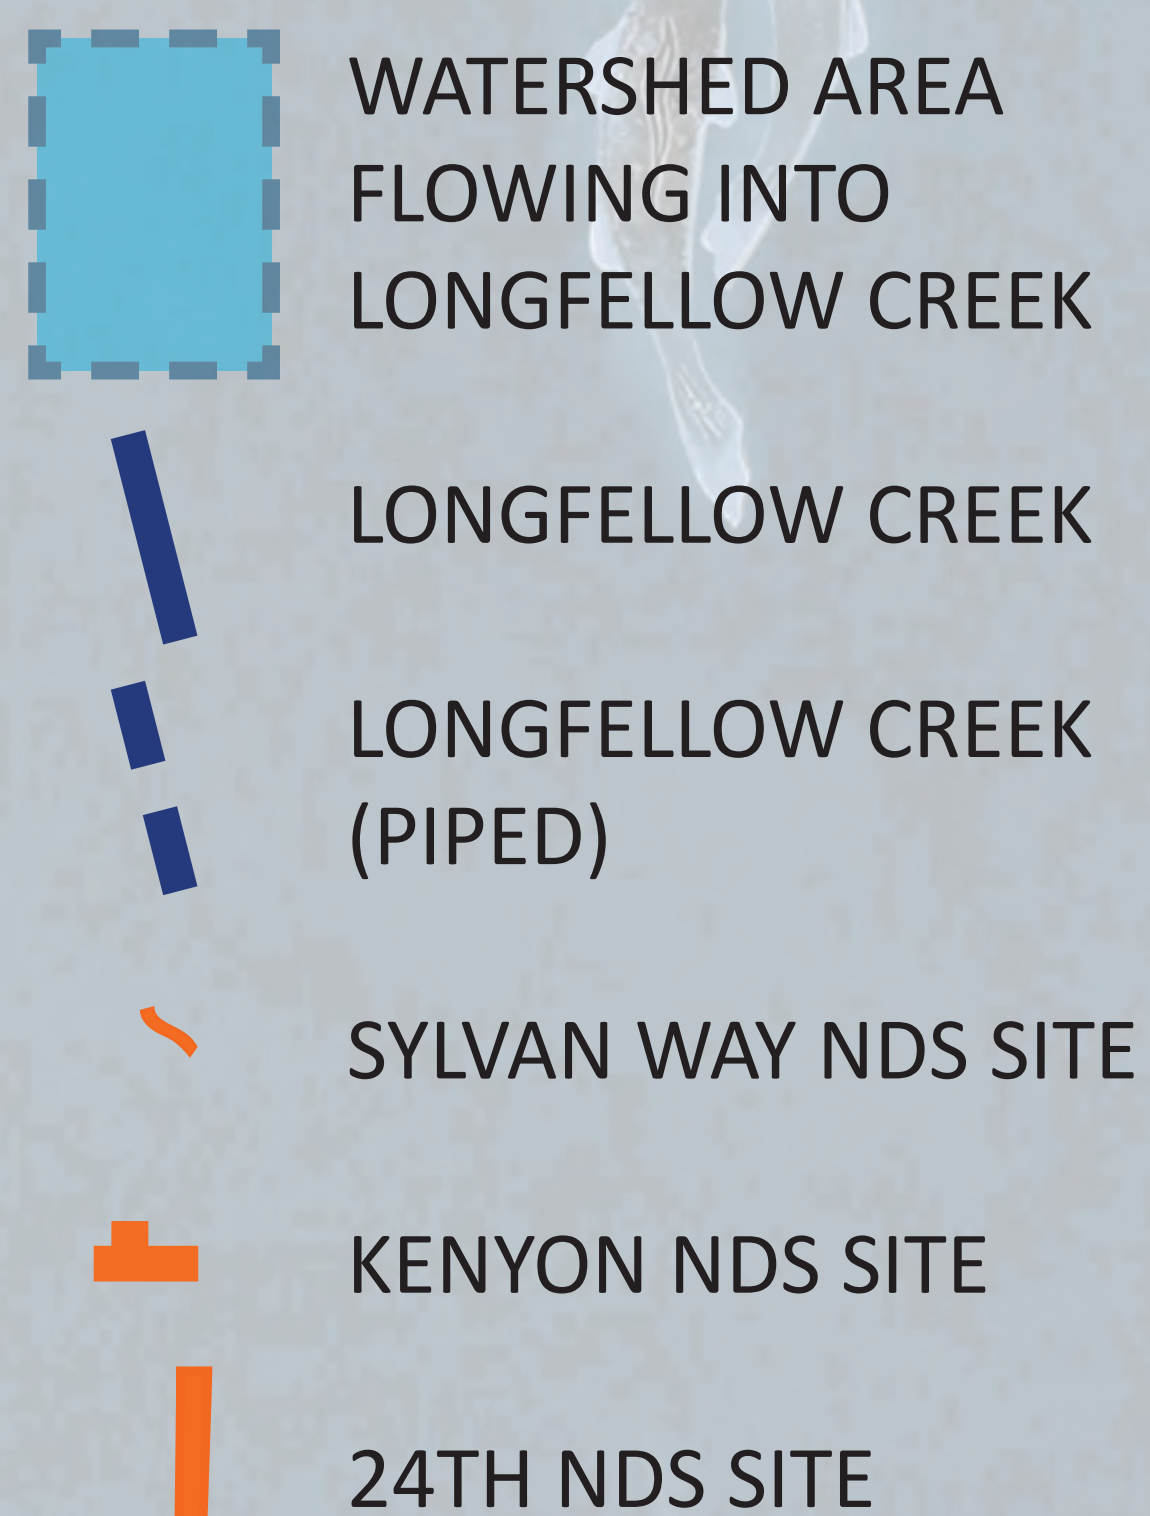 WATERSHED AREA
FLOWING INTO
LONGFELLOW CREEK
LONGFELLOW CREEK
LONGFELLOW CREEK
(PIPED)
SYLVAN WAY NDS SITE
KENYON NDS SITE
24TH NDS SITE